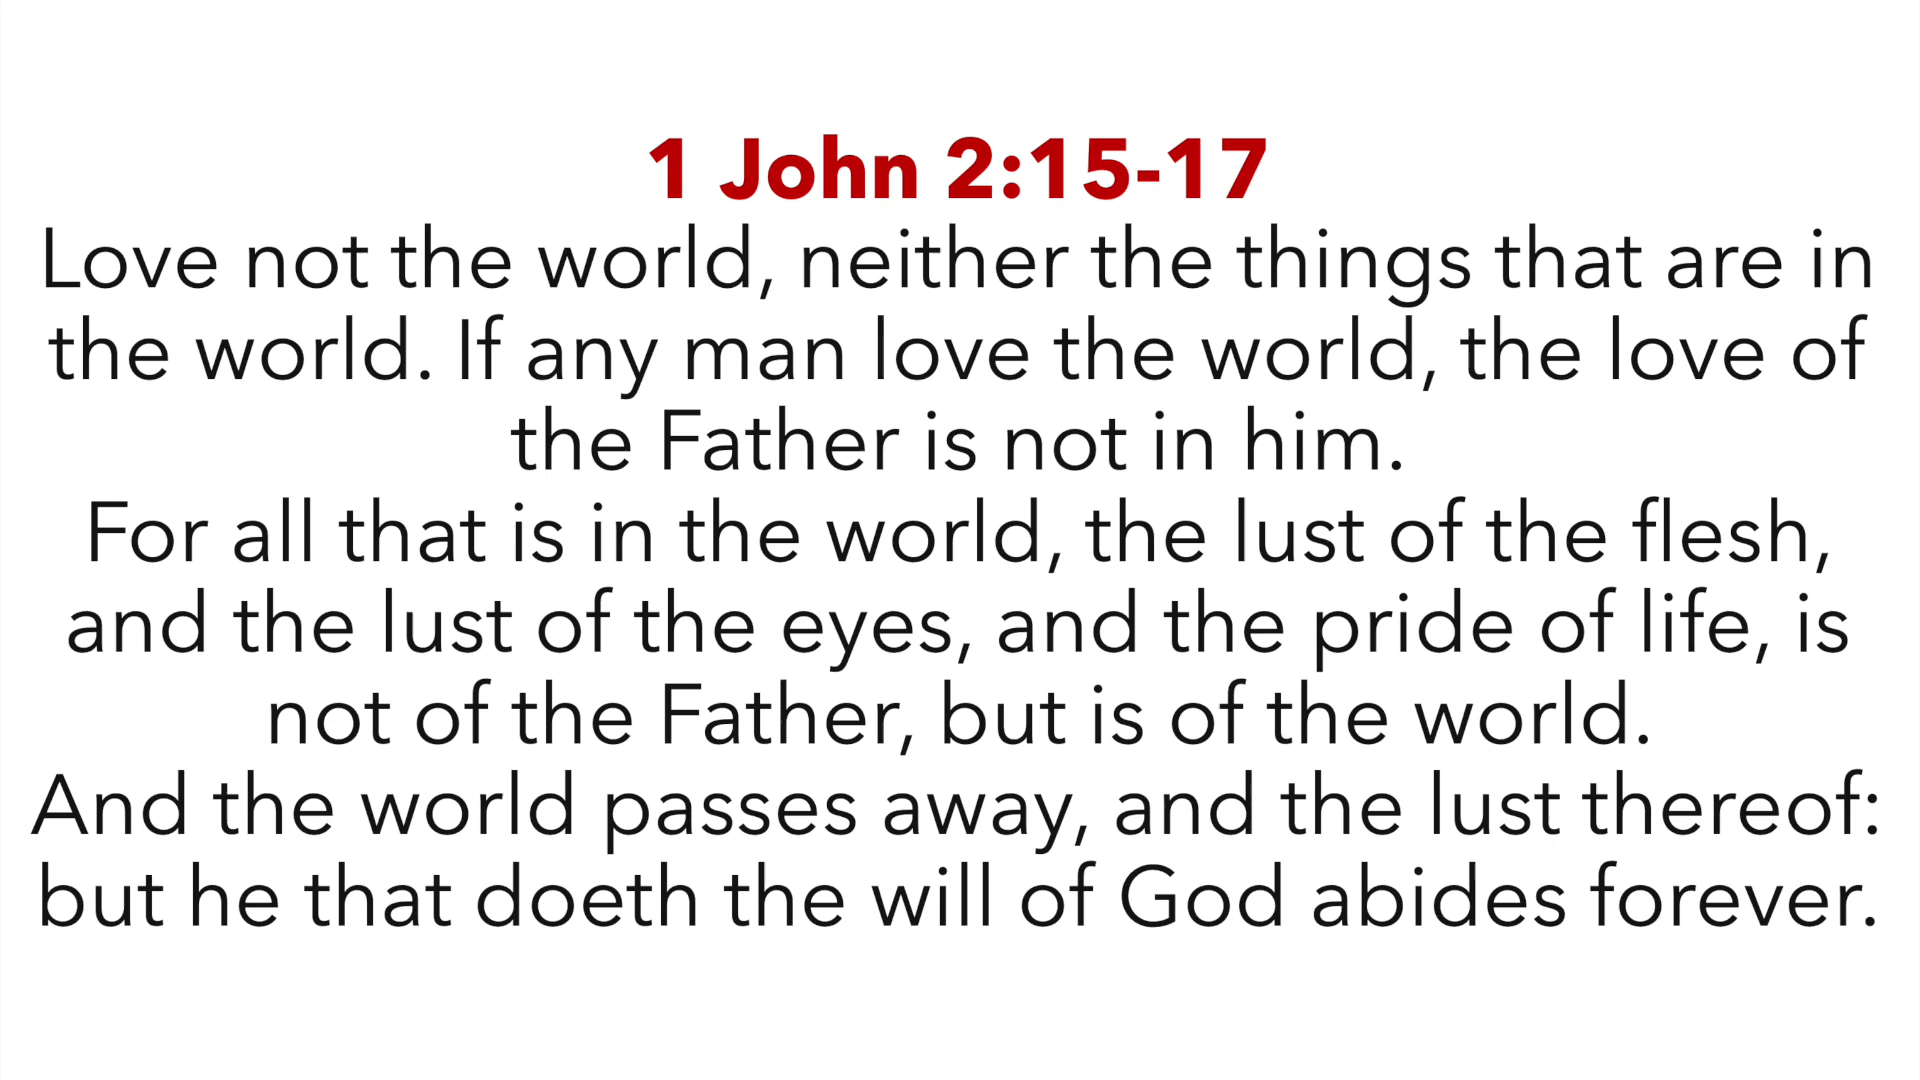 1 John 2:15-17
Love not the world, neither the things that are in
the world. If any man love the world, the love of
the Father is not in him.
For all that is in the world, the lust of the flesh,
and the lust of the eyes, and the pride of life, is
not of the Father, but is of the world.
And the world passes away, and the lust thereof:
but he that doeth the will of God abides forever.